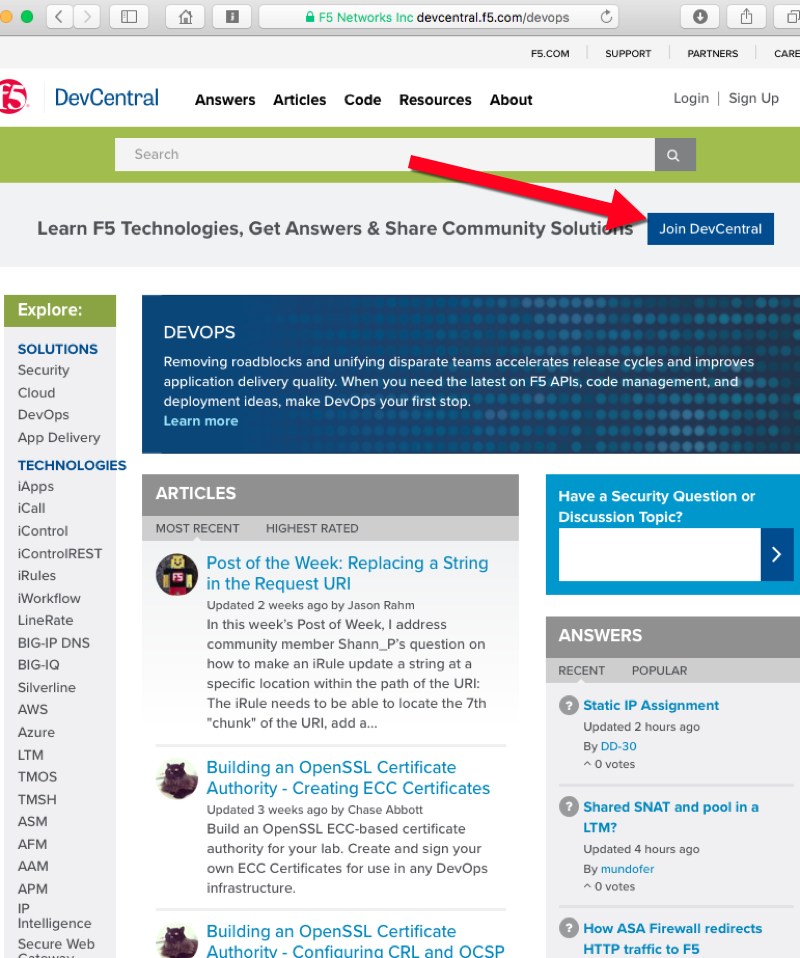 F5 Networks Inc devcentral.f5.com/devops
F5.COM SUPPORT PARTNERS CARE
f5 DevCentral Answers Articles Code Resources About Login | Sign Up
Search
Learn F5 Technologies, Get Answers & Share Community Solutions Join DevCentral
Explore:
SOLUTIONS
Security
Cloud
DevOps
App Delivery
TECHNOLOGIES
iApps
iCall
iControl
iControlREST
iRules
iWorkflow
LineRate
BIG-IP DNS
BIG-IQ
Silverline
AWS
Azure
LTM
TMOS
TMSH
ASM
AFM
AAM
APM
IP
Intelligence
Secure Web
Gateway
DEVOPS
Removing roadblocks and unifying disparate teams accelerates release cycles and improves
application delivery quality. When you need the latest on F5 APIs, code management, and
deployment ideas, make DevOps your first stop.
Learn more
ARTICLES
MOST RECENT HIGHEST RATED
F5
Post of the Week: Replacing a String
in the Request URI
Updated 2 weeks ago by Jason Rahm
In this week's Post of Week, I address
community member Shann_P's question on
how to make an iRule update a string at a
specific location within the path of the URI:
The iRule needs to be able to locate the 7th
"chunk" of the URI, add a...
Building an OpenSSL Certificate
Authority - Creating ECC Certificates
Updated 3 weeks ago by Chase Abbott
Build an OpenSSL ECC-based certificate
authority for your lab. Create and sign your
own ECC Certificates for use in any DevOps
infrastructure.
Building an OpenSSL Certificate
Authority - Configuring CRL and OCSP
Have a Security Question or
Discussion Topic?
ANSWERS
RECENT POPULAR
? Static IP Assignment
Updated 2 hours ago
By DD-30
^ 0 votes
? Shared SNAT and pool in a
LTM?
Updated 4 hours ago
By mundofer
^ 0 votes
? How ASA Firewall redirects
HTTP traffic to F5